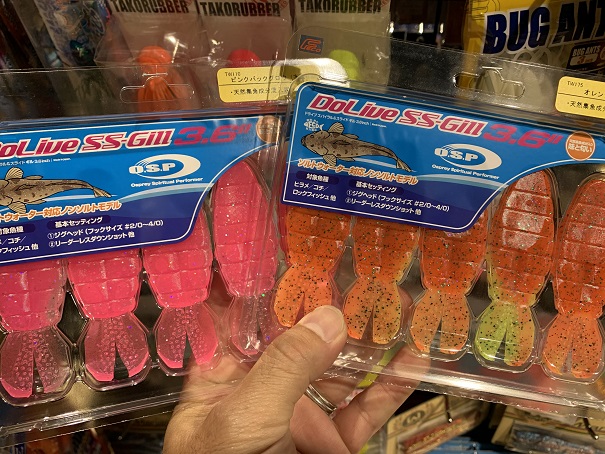 TAKORUBBER
TAKORUBBER
BUG ANTS
TW110
ピンクバックグロー
・天然集魚成分
TW175
オレン
・天然集魚成分
DoLive SS-Gill 3.6
O.S.P
Osprey Spiritual Performer
ルトウォーター対応ノンソルトモデル
基本セッティング
メ/コチ/
①ジグヘッド(フックサイズ #2/0〜4/0)
フィッシュ 他
②リーダーレスダウンショット 他
DoLive SS-Gill 3.6
O.S.P
Osprey Spiritual Performer
ソルトウォーター対応ノンソルトモデル
対象魚種
基本セッティング
ヒラメ/コチ/
①ジグヘッド(フックサイズ #2/0〜4/0)
ロックフィッシュ 他
②リーダーレスダウンショット 他